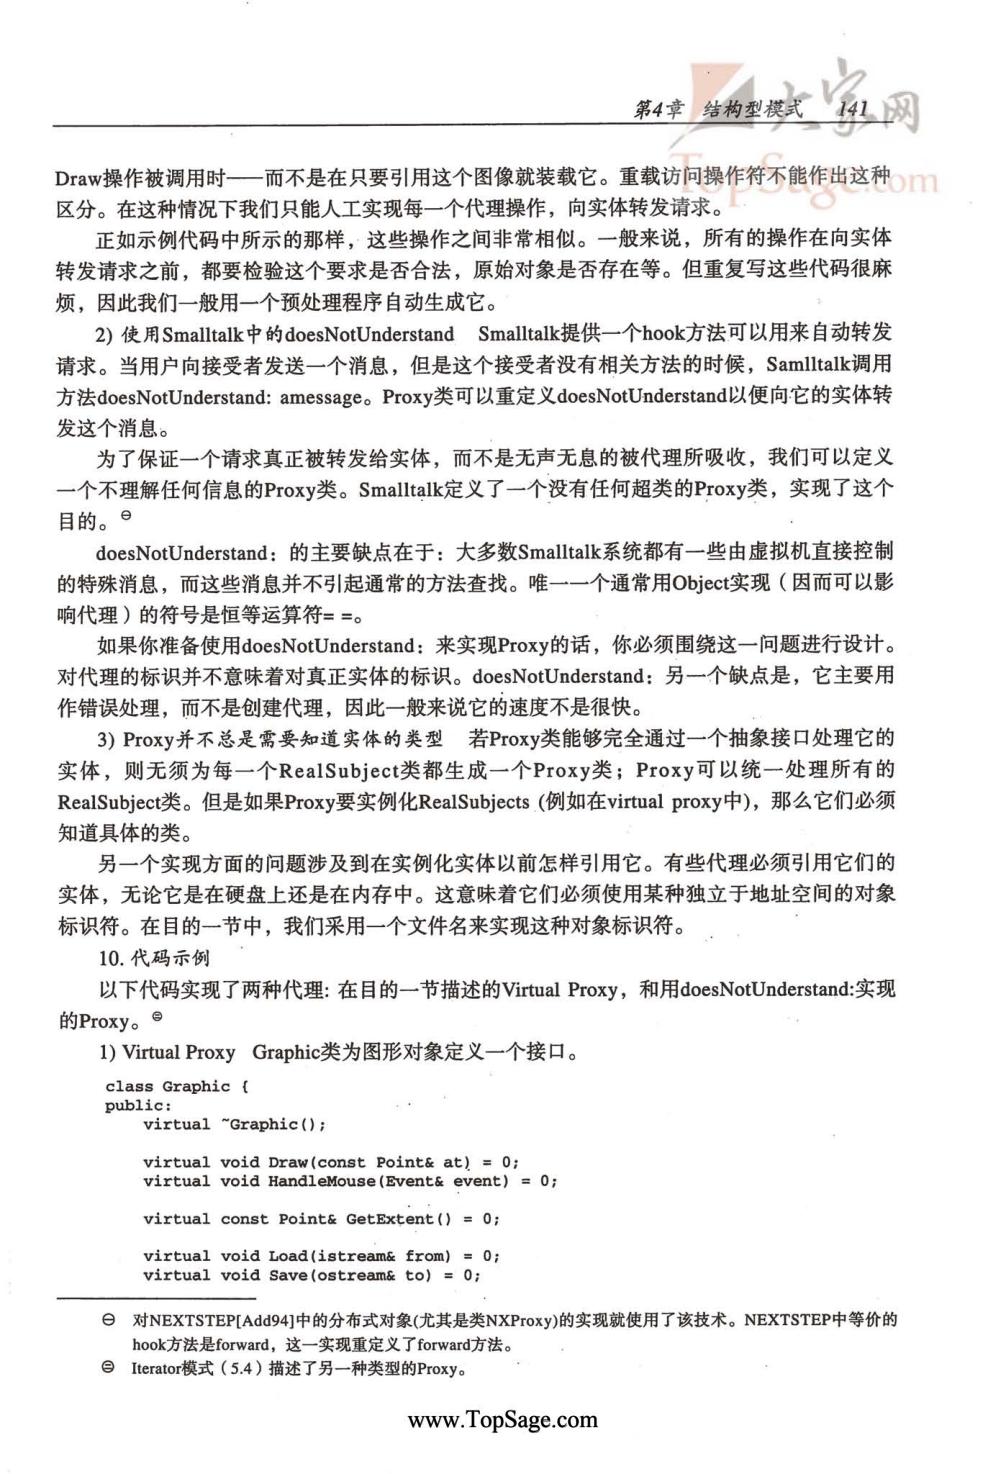 第4章 结构型模式 141
大家网
TopSage.com
Draw操作被调用时——而不是在只要引用这个图像就装载它。重载访问操作符不能作出这种
区分。在这种情况下我们只能人工实现每一个代理操作，向实体转发请求。
正如示例代码中所示的那样，这些操作之间非常相似。一般来说，所有的操作在向实体
转发请求之前，都要检验这个要求是否合法，原始对象是否存在等。但重复写这些代码很麻
烦，因此我们一般用一个预处理程序自动生成它。
2) 使用Smalltalk中的doesNotUnderstand Smalltalk提供一个hook方法可以用来自动转发
请求。当用户向接受者发送一个消息，但是这个接受者没有相关方法的时候，Samlltalk调用
方法doesNotUnderstand: amessage。Proxy类可以重定义doesNotUnderstand以便向它的实体转
发这个消息。
为了保证一个请求真正被转发给实体，而不是无声无息的被代理所吸收，我们可以定义
一个不理解任何信息的Proxy类。Smalltalk定义了一个没有任何超类的Proxy类，实现了这个
目的。㊀
doesNotUnderstand：的主要缺点在于：大多数Smalltalk系统都有一些由虚拟机直接控制
的特殊消息，而这些消息并不引起通常的方法查找。唯一一个通常用Object实现（因而可以影
响代理）的符号是恒等运算符= =。
如果你准备使用doesNotUnderstand：来实现Proxy的话，你必须围绕这一问题进行设计。
对代理的标识并不意味着对真正实体的标识。doesNotUnderstand：另一个缺点是，它主要用
作错误处理，而不是创建代理，因此一般来说它的速度不是很快。
3) Proxy并不总是需要知道实体的类型 若Proxy类能够完全通过一个抽象接口处理它的
实体，则无须为每一个RealSubject类都生成一个Proxy类；Proxy可以统一处理所有的
RealSubject类。但是如果Proxy要实例化RealSubjects (例如在virtual proxy中)，那么它们必须
知道具体的类。
另一个实现方面的问题涉及到在实例化实体以前怎样引用它。有些代理必须引用它们的
实体，无论它是在硬盘上还是在内存中。这意味着它们必须使用某种独立于地址空间的对象
标识符。在目的一节中，我们采用一个文件名来实现这种对象标识符。
10. 代码示例
以下代码实现了两种代理: 在目的一节描述的Virtual Proxy，和用doesNotUnderstand:实现
的Proxy。㊁
1) Virtual Proxy Graphic类为图形对象定义一个接口。
class Graphic {
public:
virtual ~Graphic();
virtual void Draw(const Point& at) = 0;
virtual void HandleMouse(Event& event) = 0;
virtual const Point& GetExtent() = 0;
virtual void Load(istream& from) = 0;
virtual void Save(ostream& to) = 0;
㊀ 对NEXTSTEP[Add94]中的分布式对象(尤其是类NXProxy)的实现就使用了该技术。NEXTSTEP中等价的
hook方法是forward，这一实现重定义了forward方法。
㊁ Iterator模式（5.4）描述了另一种类型的Proxy。
www.TopSage.com